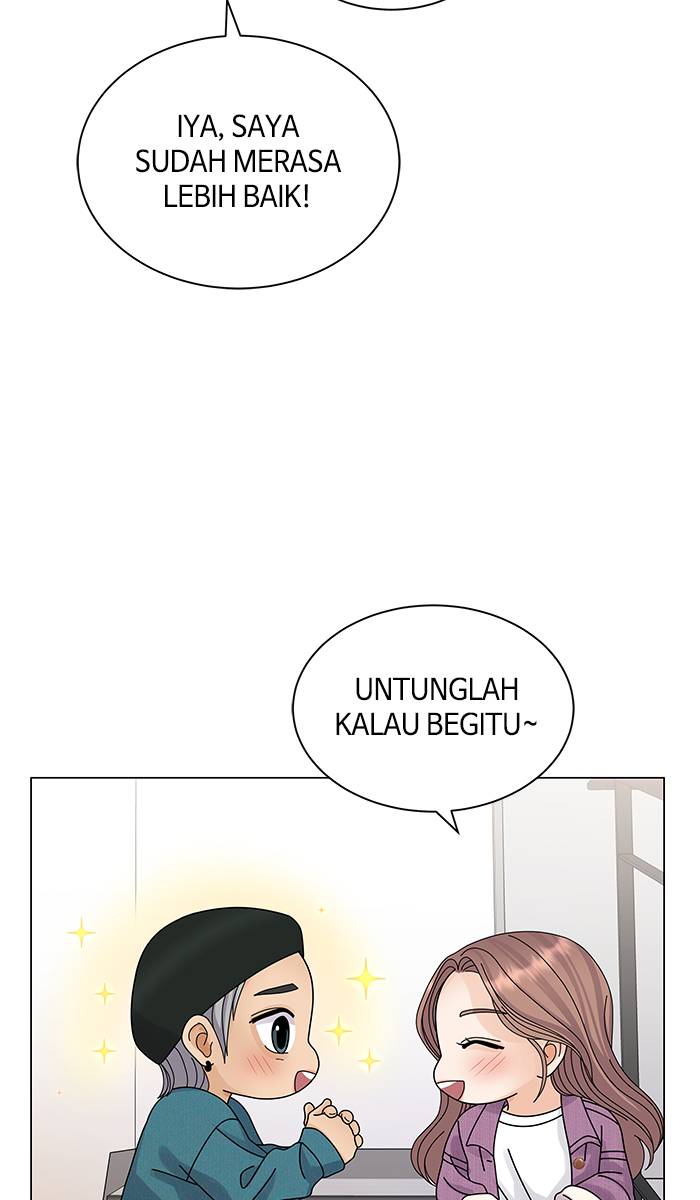 IYA, SAYA
SUDAH MERASA
LEBIH BAIK!
UNTUNGLAH
KALAU BEGITU~